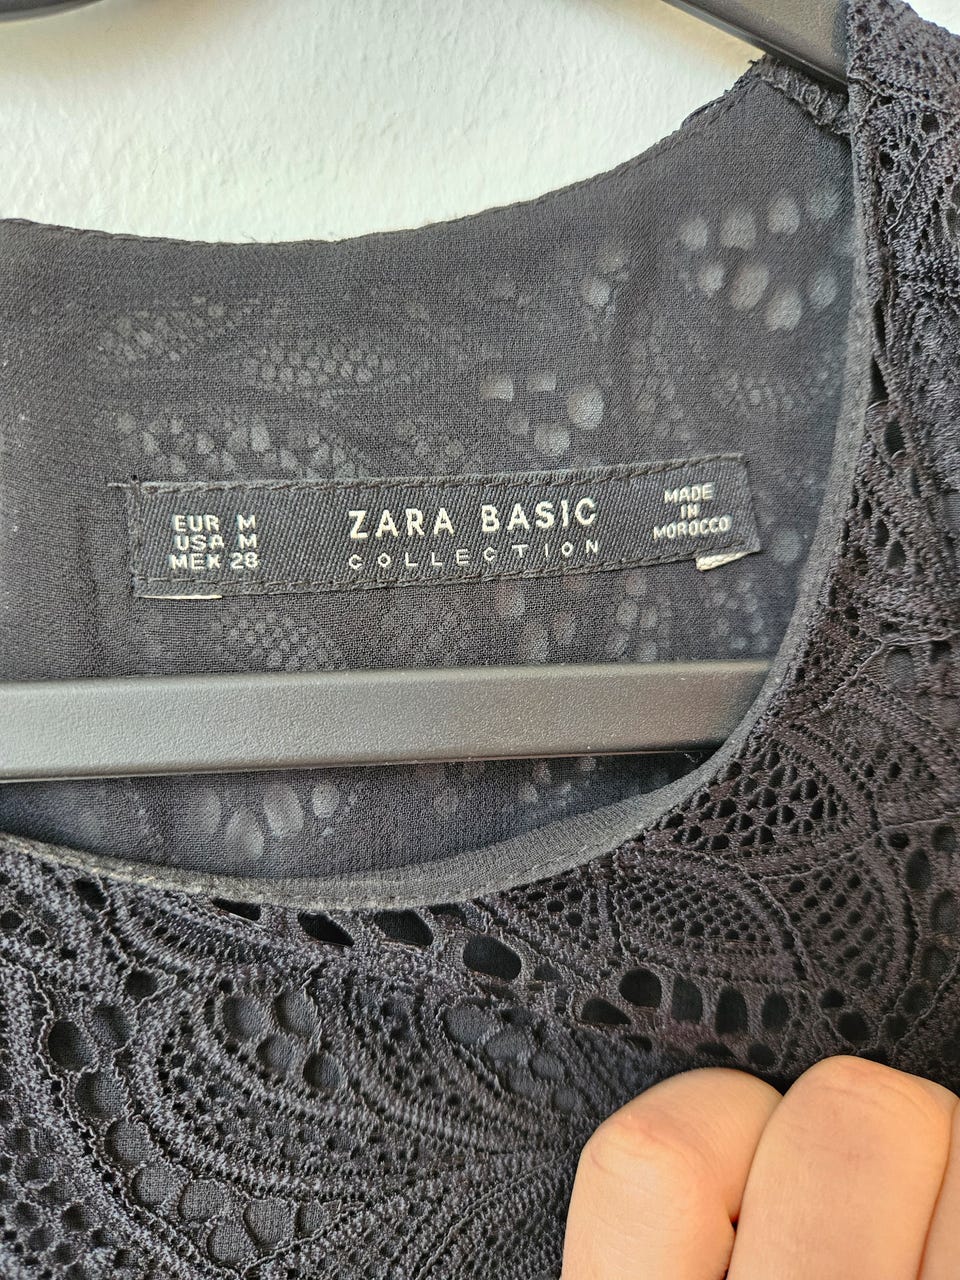 EUR M
USA M
MEX 28
ZARA BASIC
COLLECTION
MADE
IN
MOROCCO